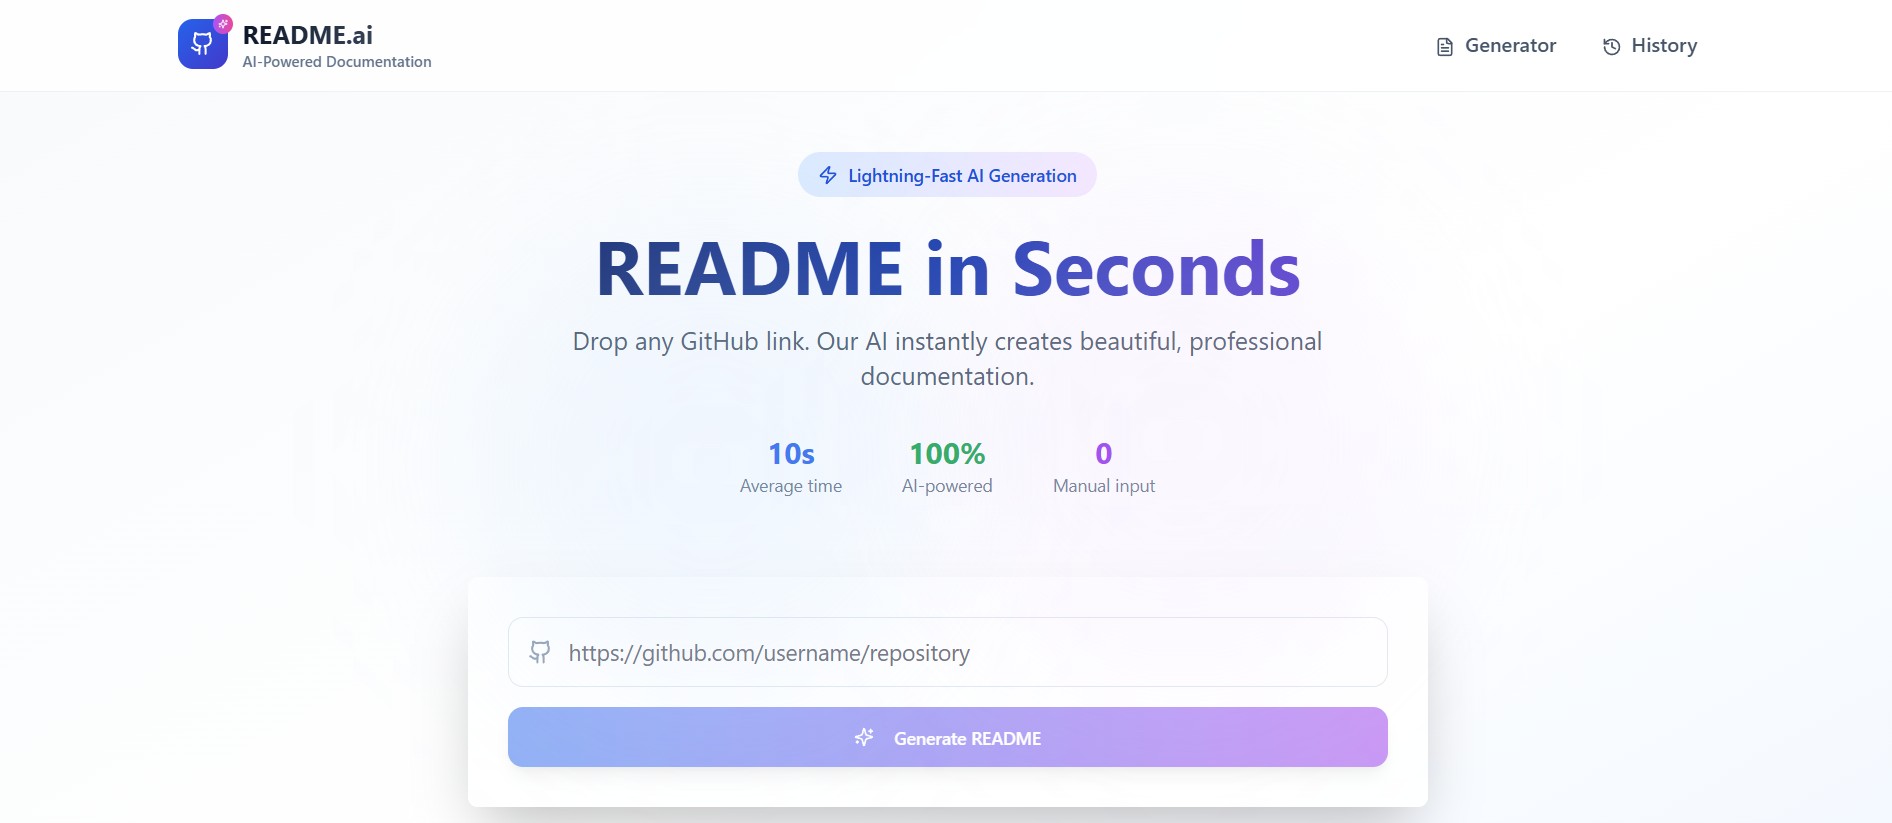 README.ai
AI-Powered Documentation
Generator
History
Lightning-Fast AI Generation
README in Seconds
Drop any GitHub link. Our AI instantly creates beautiful, professional
documentation.
10s
100%
0
Average time
AI-powered
Manual input
https://github.com/username/repository
Generate README